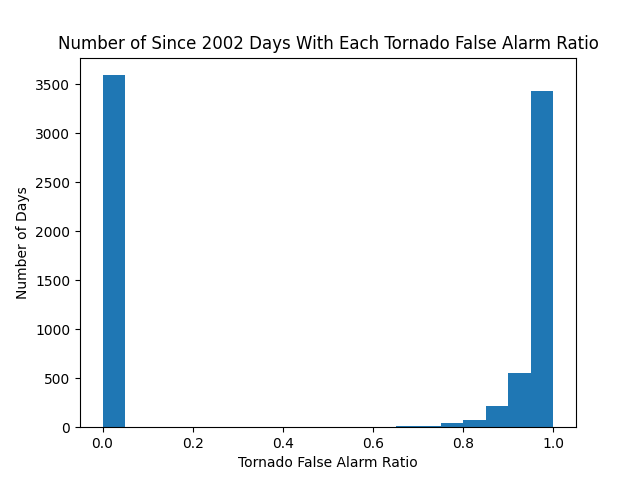 Number of Since 2002 Days With Each Tornado False Alarm Ratio
3500
3000
2500
2000
1500
1000
500
0
Number of Days
0.0 0.2 0.4 0.6 0.8 1.0
Tornado False Alarm Ratio